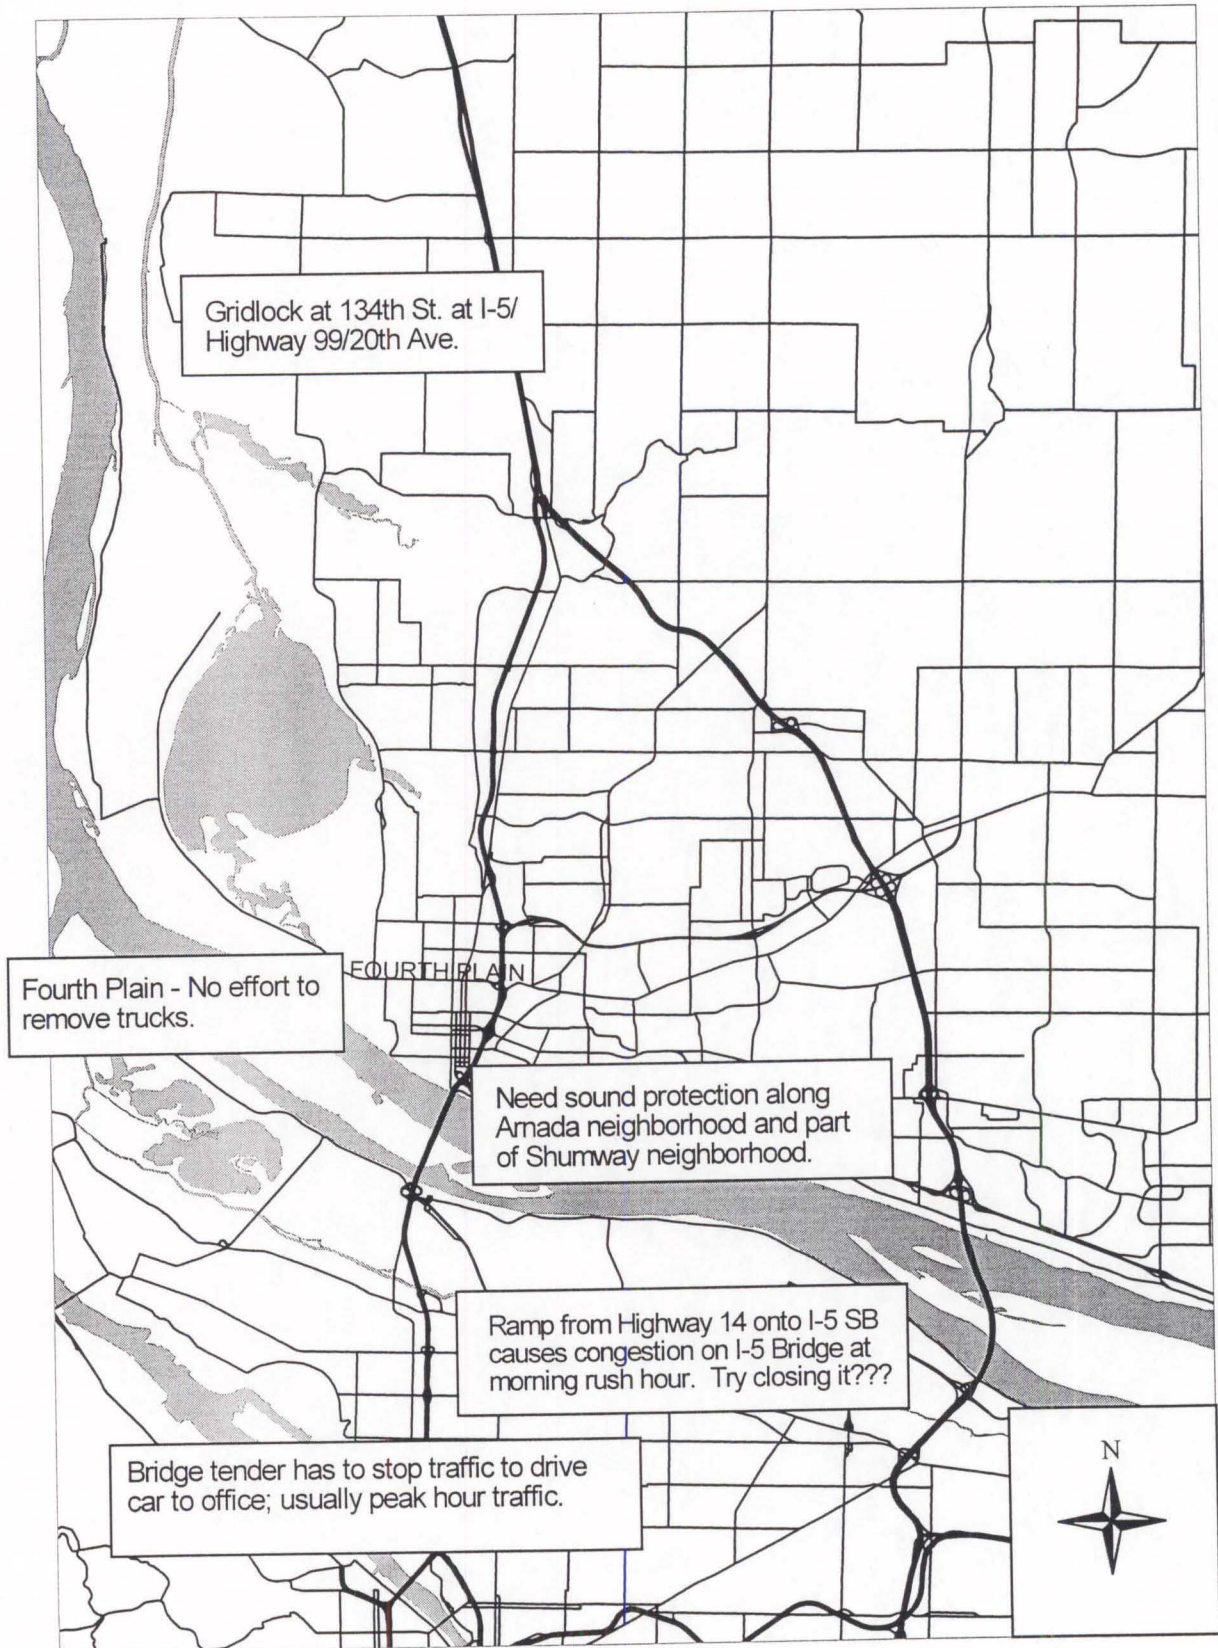 Gridlock at 134th St. at I-5/
Highway 99/20th Ave.
FOURTH PLAIN
Fourth Plain - No effort to
remove trucks.
Need sound protection along
Arnada neighborhood and part
of Shumway neighborhood.
Ramp from Highway 14 onto I-5 SB
causes congestion on I-5 Bridge at
morning rush hour. Try closing it???
Bridge tender has to stop traffic to drive
car to office; usually peak hour traffic.
N